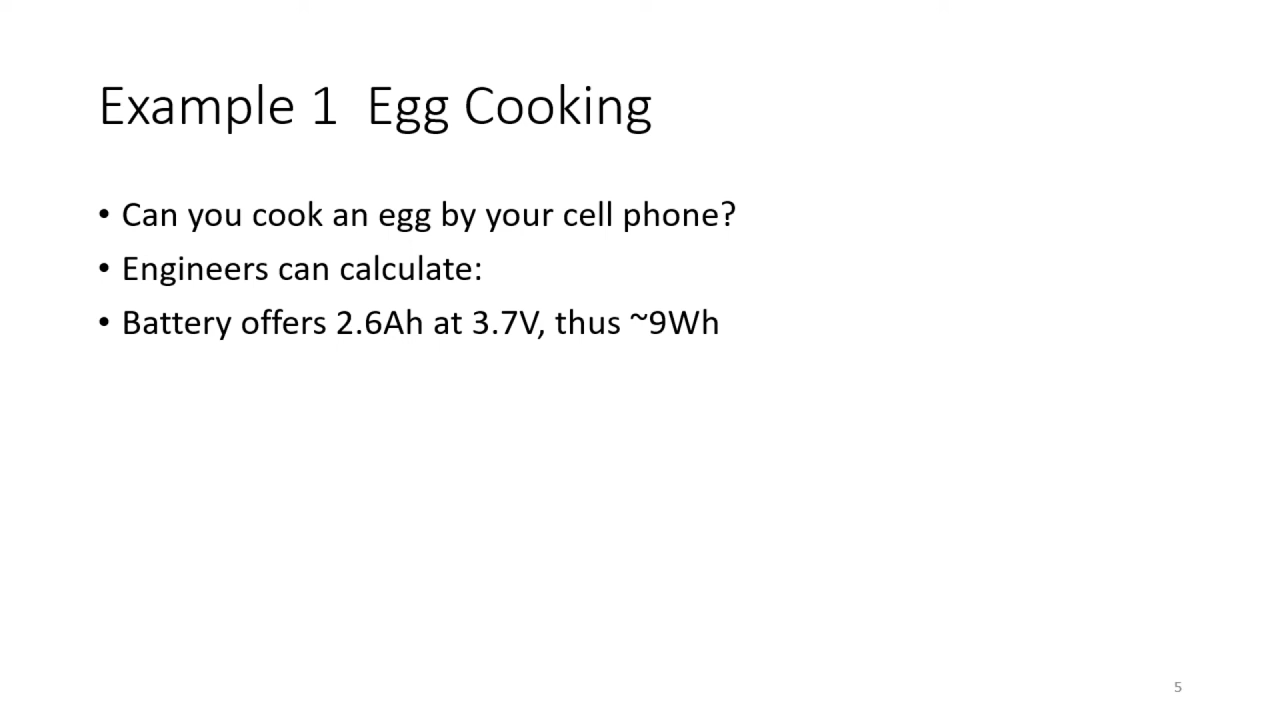 Example 1  Egg Cooking
• Can you cook an egg by your cell phone?
• Engineers can calculate:
• Battery offers 2.6Ah at 3.7V, thus ~9Wh
5